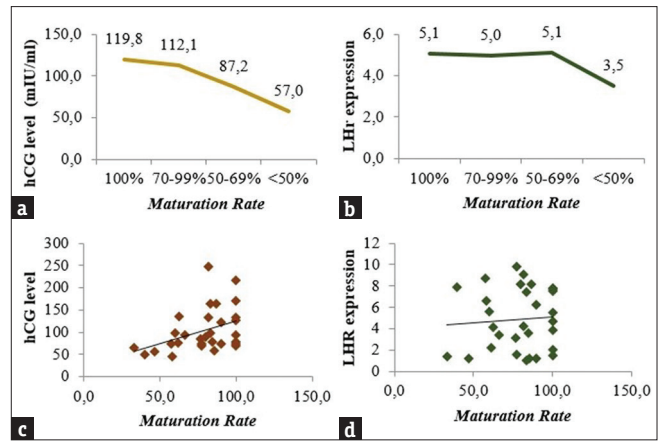 hCG level (mIU/ml)
150,0
100,0
50,0
0,0
119,8
112,1
87,2
57,0
100% 70-99% 50-69% <50%
Maturation Rate
a
LHr expression
6,0
4,0
2,0
0,0
5,1
5,0
5,1
3,5
100% 70-99% 50-69% <50%
Maturation Rate
b
hCG level
300
250
200
150
100
50
0
0,0 50,0 100,0 150,0
Maturation Rate
c
LHR expression
12
10
8
6
4
2
0
0,0 50,0 100,0 150,0
Maturation Rate
d